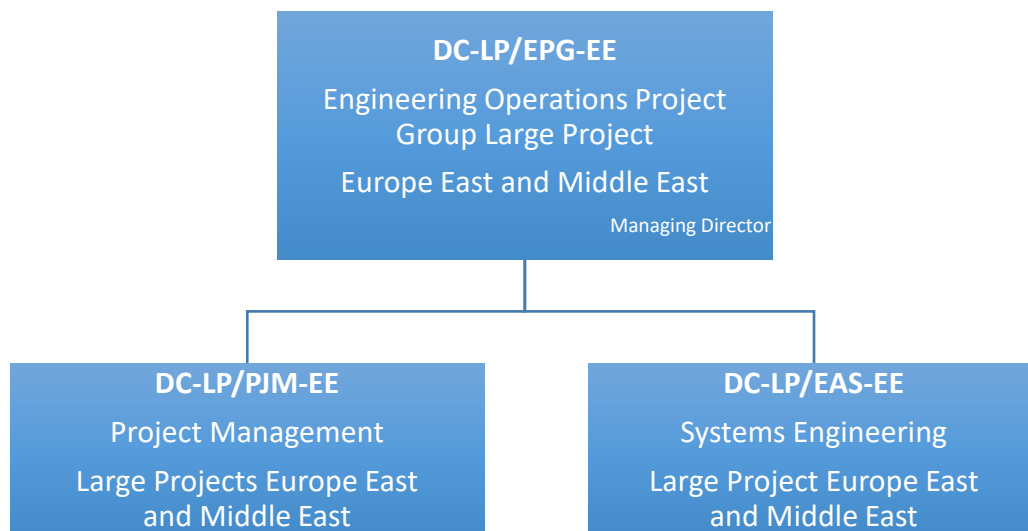 DC-LP/EPG-EE
Engineering Operations Project
Group Large Project
Europe East and Middle East
Managing Director
DC-LP/PJM-EE
Project Management
Large Projects Europe East
and Middle East
DC-LP/EAS-EE
Systems Engineering
Large Project Europe East
and Middle East